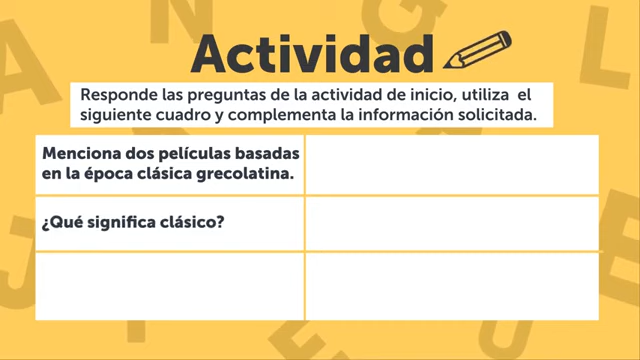 Actividad
Responde las preguntas de la actividad de inicio, utiliza el
siguiente cuadro y complementa la información solicitada.
Menciona dos películas basadas
en la época clásica grecolatina.
¿Qué significa clásico?